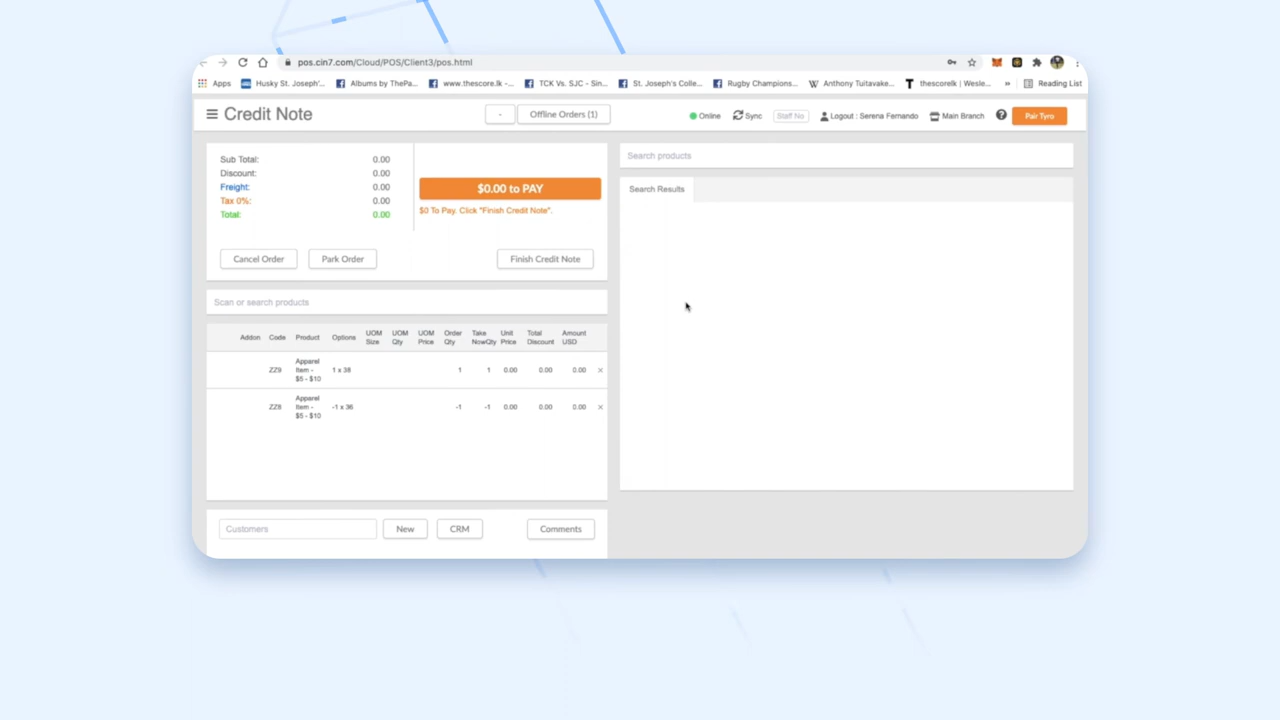 pos.cin7.com/Cloud/POS/Client3/pos.html
Apps Husky St. Joseph'... Albums by ThePa... www.thescore.lk -... TCK Vs. SJC - Sin... St. Joseph's Colle... Rugby Champions... Anthony Tuitavake... thescorelk | Wesle... » Reading List
Credit Note - Offline Orders (1) Online Sync Staff No Logout : Serena Fernando Main Branch ? Pair Tyro
Sub Total: 0.00
Discount: 0.00
Freight: 0.00
Tax 0%: 0.00
Total: 0.00
$0.00 to PAY
$0 To Pay. Click "Finish Credit Note".
Cancel Order Park Order Finish Credit Note
Scan or search products
Addon Code Product Options UOM Size UOM Qty UOM Price Order Qty Take NowQty Unit Price Total Discount Amount USD
ZZ9 Apparel Item - $5 - $10 1 x 38 1 1 0.00 0.00 0.00 ×
ZZ8 Apparel Item - $5 - $10 -1 x 36 -1 -1 0.00 0.00 0.00 ×
Customers New CRM Comments
Search products
Search Results